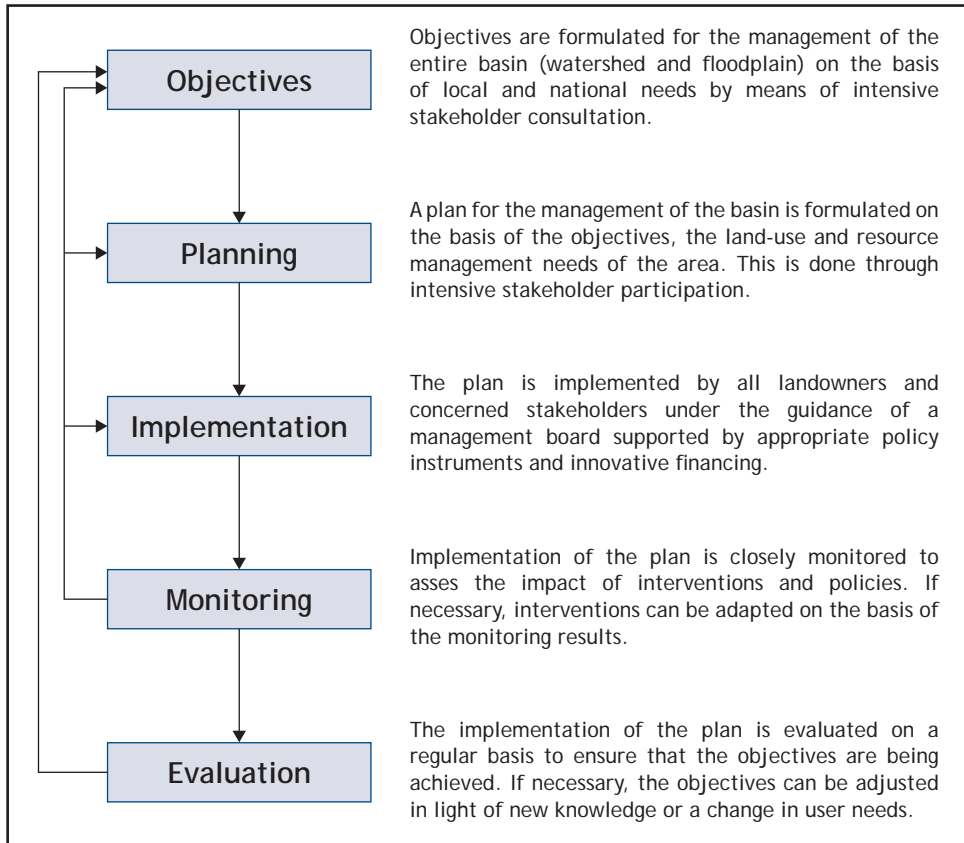 Objectives
Objectives are formulated for the management of the
entire basin (watershed and floodplain) on the basis
of local and national needs by means of intensive
stakeholder consultation.
Planning
A plan for the management of the basin is formulated on
the basis of the objectives, the land-use and resource
management needs of the area. This is done through
intensive stakeholder participation.
Implementation
The plan is implemented by all landowners and
concerned stakeholders under the guidance of a
management board supported by appropriate policy
instruments and innovative financing.
Monitoring
Implementation of the plan is closely monitored to
asses the impact of interventions and policies. If
necessary, interventions can be adapted on the basis of
the monitoring results.
Evaluation
The implementation of the plan is evaluated on a
regular basis to ensure that the objectives are being
achieved. If necessary, the objectives can be adjusted
in light of new knowledge or a change in user needs.